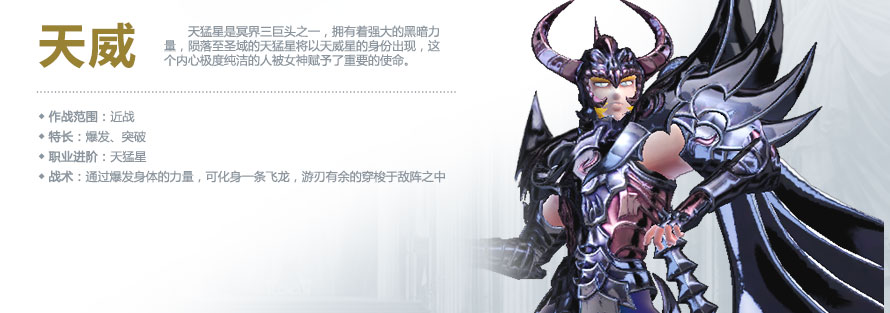 天威
天猛星是冥界三巨头之一，拥有着强大的黑暗力
量，陨落至圣域的天猛星将以天威星的身份出现，这
个内心极度纯洁的人被女神赋予了重要的使命。
作战范围：近战
特长：爆发、突破
职业进阶：天猛星
战术：通过爆发身体的力量，可化身一条飞龙，游刃有余的穿梭于敌阵之中